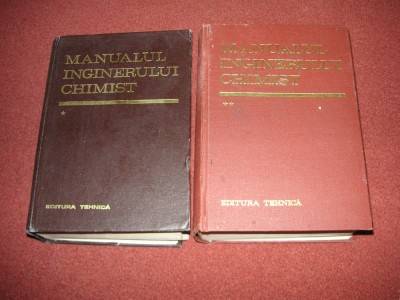 MANUALUL
INGINERULUI
CHIMIST
*
EDITURA TEHNICĂ
MANUALUL
INGINERULUI
CHIMIST
**
EDITURA TEHNICĂ